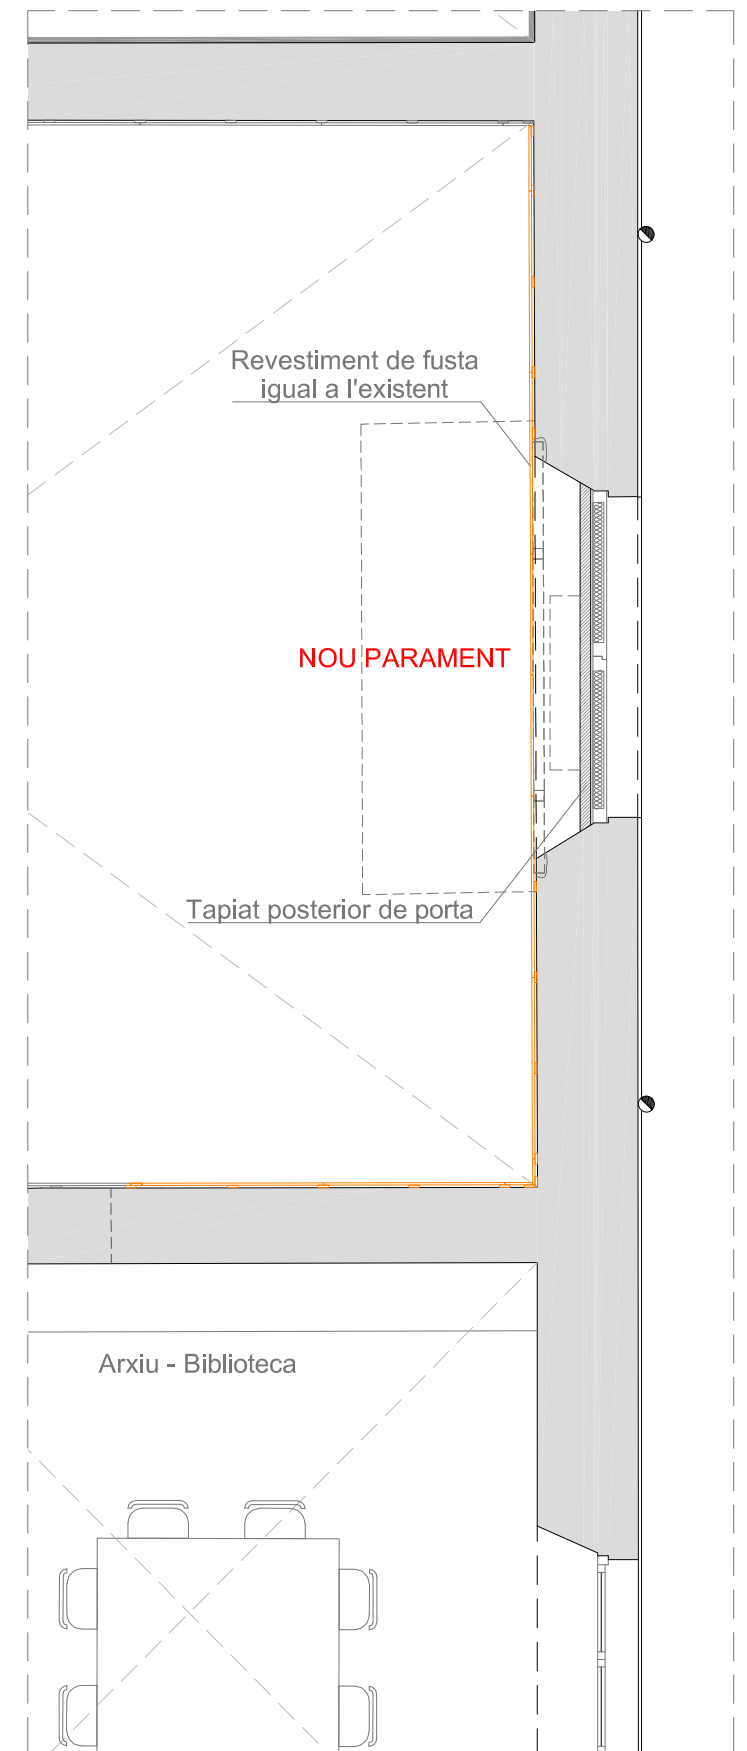 Revestiment de fusta
igual a l'existent
NOU PARAMENT
Tapiat posterior de porta
Arxiu - Biblioteca